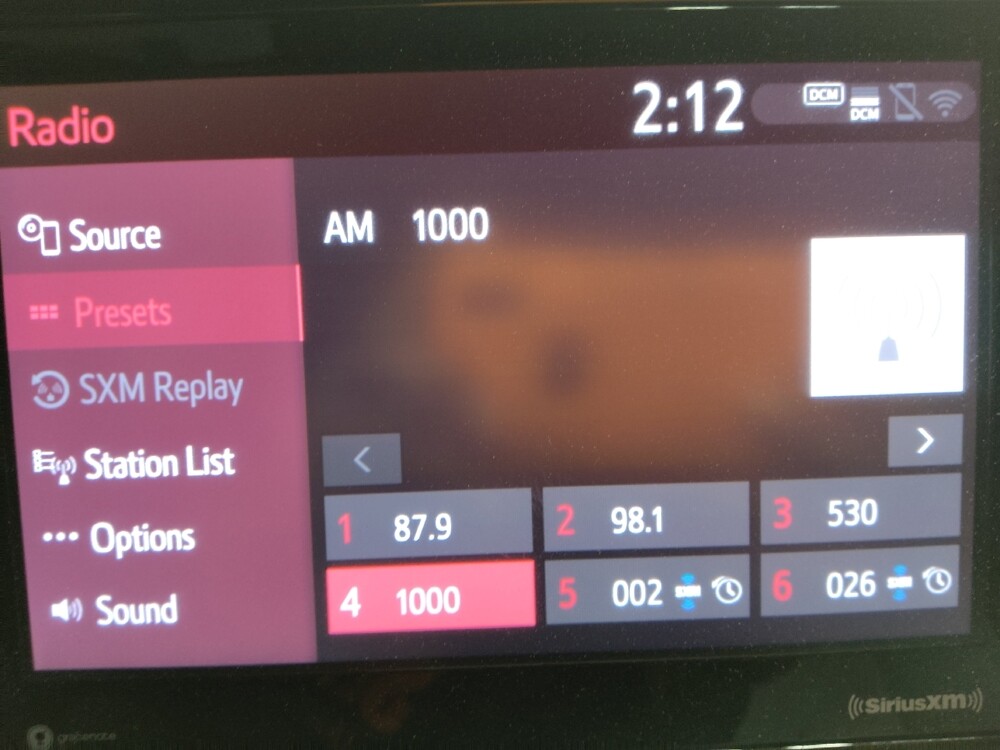 Radio
2:12
DCM
DCM
Source
Presets
SXM Replay
Station List
Options
Sound
AM 1000
1 87.9
2 98.1
3 530
4 1000
5 002
6 026
SiriusXM
gracenote